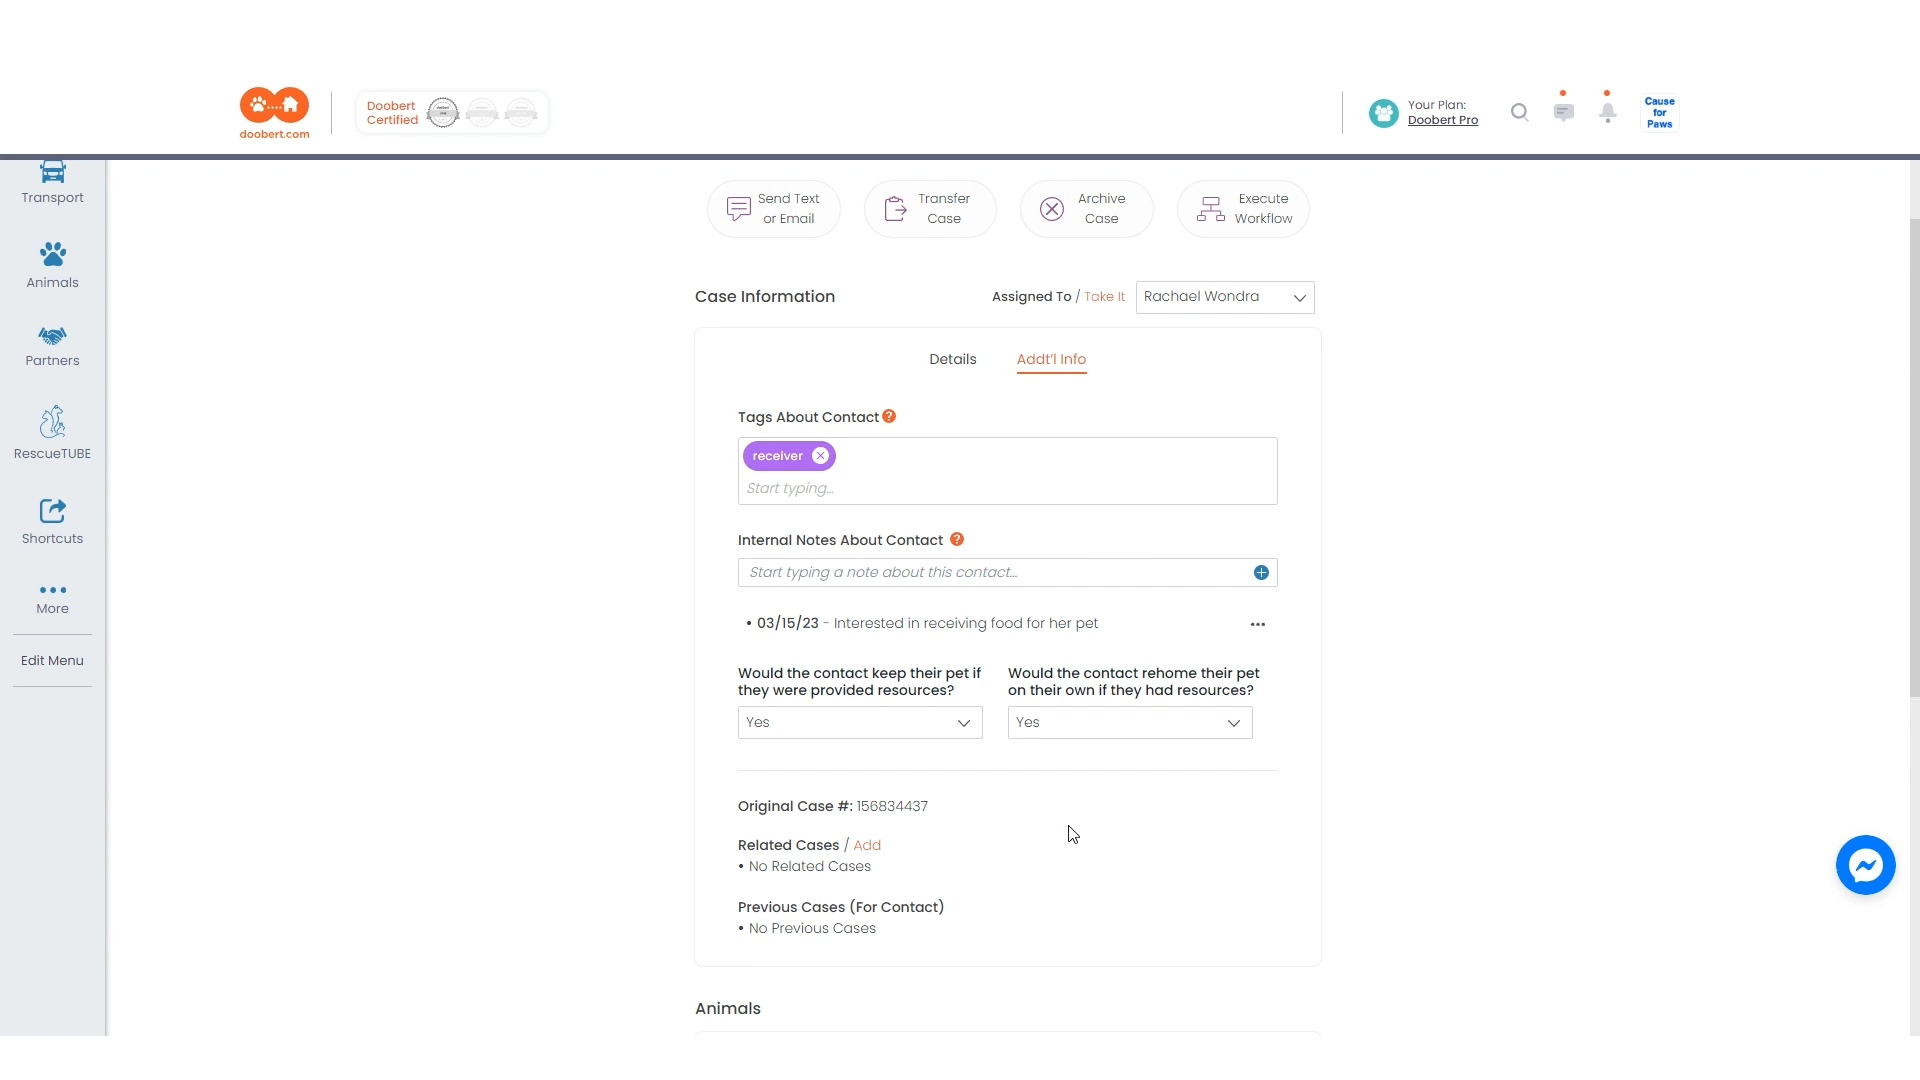 doobert.com
Doobert
Certified
Your Plan:
Doobert Pro
Cause
for
Paws
Transport
Animals
Partners
RescueTUBE
Shortcuts
More
Edit Menu
Send Text
or Email
Transfer
Case
Archive
Case
Execute
Workflow
Case Information
Assigned To / Take It
Rachael Wondra
Details
Addt'l Info
Tags About Contact ?
receiver
Start typing...
Internal Notes About Contact ?
Start typing a note about this contact...
• 03/15/23 - Interested in receiving food for her pet
Would the contact keep their pet if
they were provided resources?
Yes
Would the contact rehome their pet
on their own if they had resources?
Yes
Original Case #: 156834437
Related Cases / Add
• No Related Cases
Previous Cases (For Contact)
• No Previous Cases
Animals